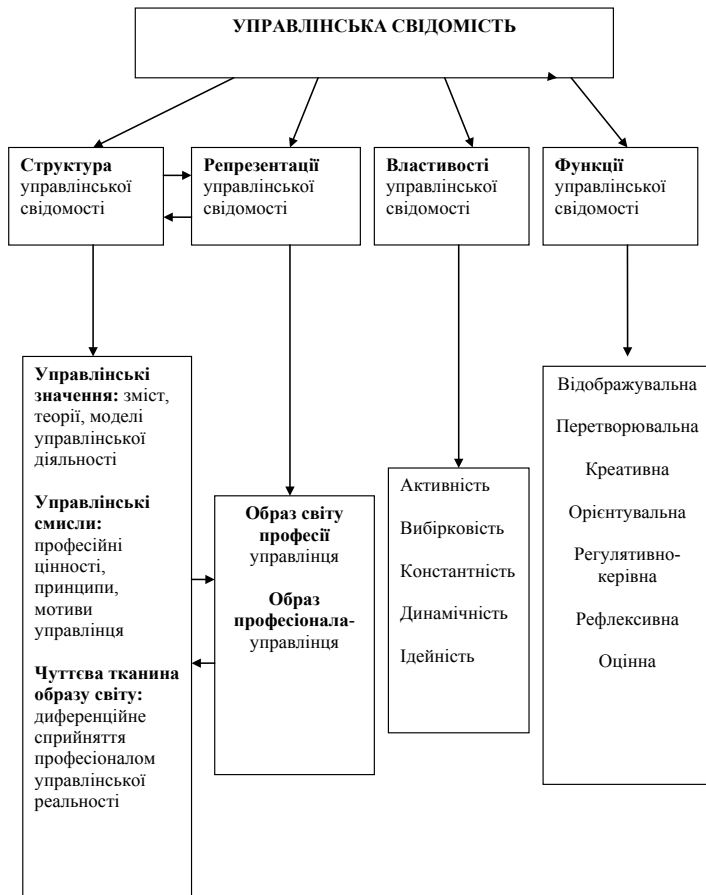 УПРАВЛІНСЬКА СВІДОМІСТЬ
Структура
управлінської
свідомості
Репрезентації
управлінської
свідомості
Властивості
управлінської
свідомості
Функції
управлінської
свідомості
Управлінські
значення: зміст,
теорії, моделі
управлінської
діяльності
Управлінські
смисли:
професійні
цінності,
принципи,
мотиви
управлінця
Чуттєва тканина
образу світу:
диференційне
сприйняття
професіоналом
управлінської
реальності
Образ світу
професії
управлінця
Образ
професіонала-
управлінця
Активність
Вибірковість
Константність
Динамічність
Ідейність
Відображувальна
Перетворювальна
Креативна
Орієнтувальна
Регулятивно-
керівна
Рефлексивна
Оцінна